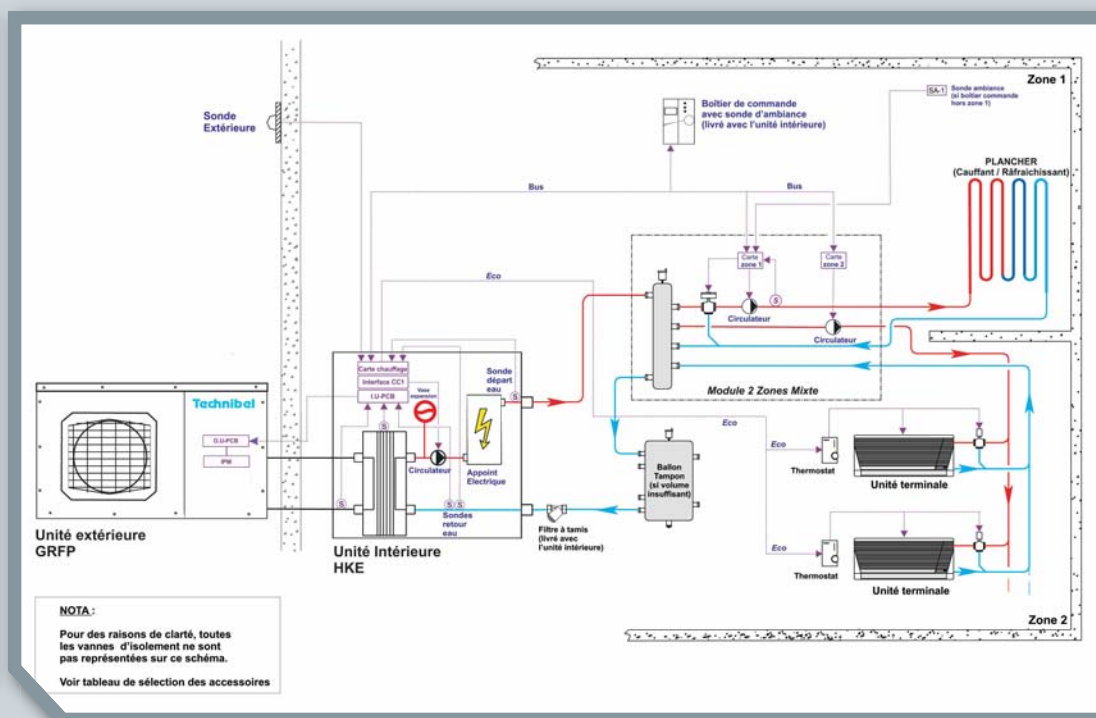 Zone 1
SA-1
Sonde ambiance
(si boîtier commande
hors zone 1)
Sonde
Extérieure
Boîtier de commande
avec sonde d'ambiance
(livré avec l'unité intérieure)
PLANCHER
(Cauffant / Râfraichissant)
Bus
Bus
Carte
zone 1
Carte
zone 2
Eco
S
Circulateur
Circulateur
Module 2 Zones Mixte
Technibel
O.U-PCB
IPM
Unité extérieure
GRFP
Carte chauffage
Interface CC1
I.U-PCB
Vase
expansion
Sonde
départ
eau
S
S
Circulateur
Appoint
Electrique
S
S
S
Sondes
retour
eau
Unité Intérieure
HKE
Filtre à tamis
(livré avec
l'unité intérieure)
Ballon
Tampon
(si volume
insuffisant)
Eco
Eco
Thermostat
Unité terminale
Eco
Thermostat
Unité terminale
Zone 2
NOTA :
Pour des raisons de clarté, toutes
les vannes d'isolement ne sont
pas représentées sur ce schéma.
Voir tableau de sélection des accessoires